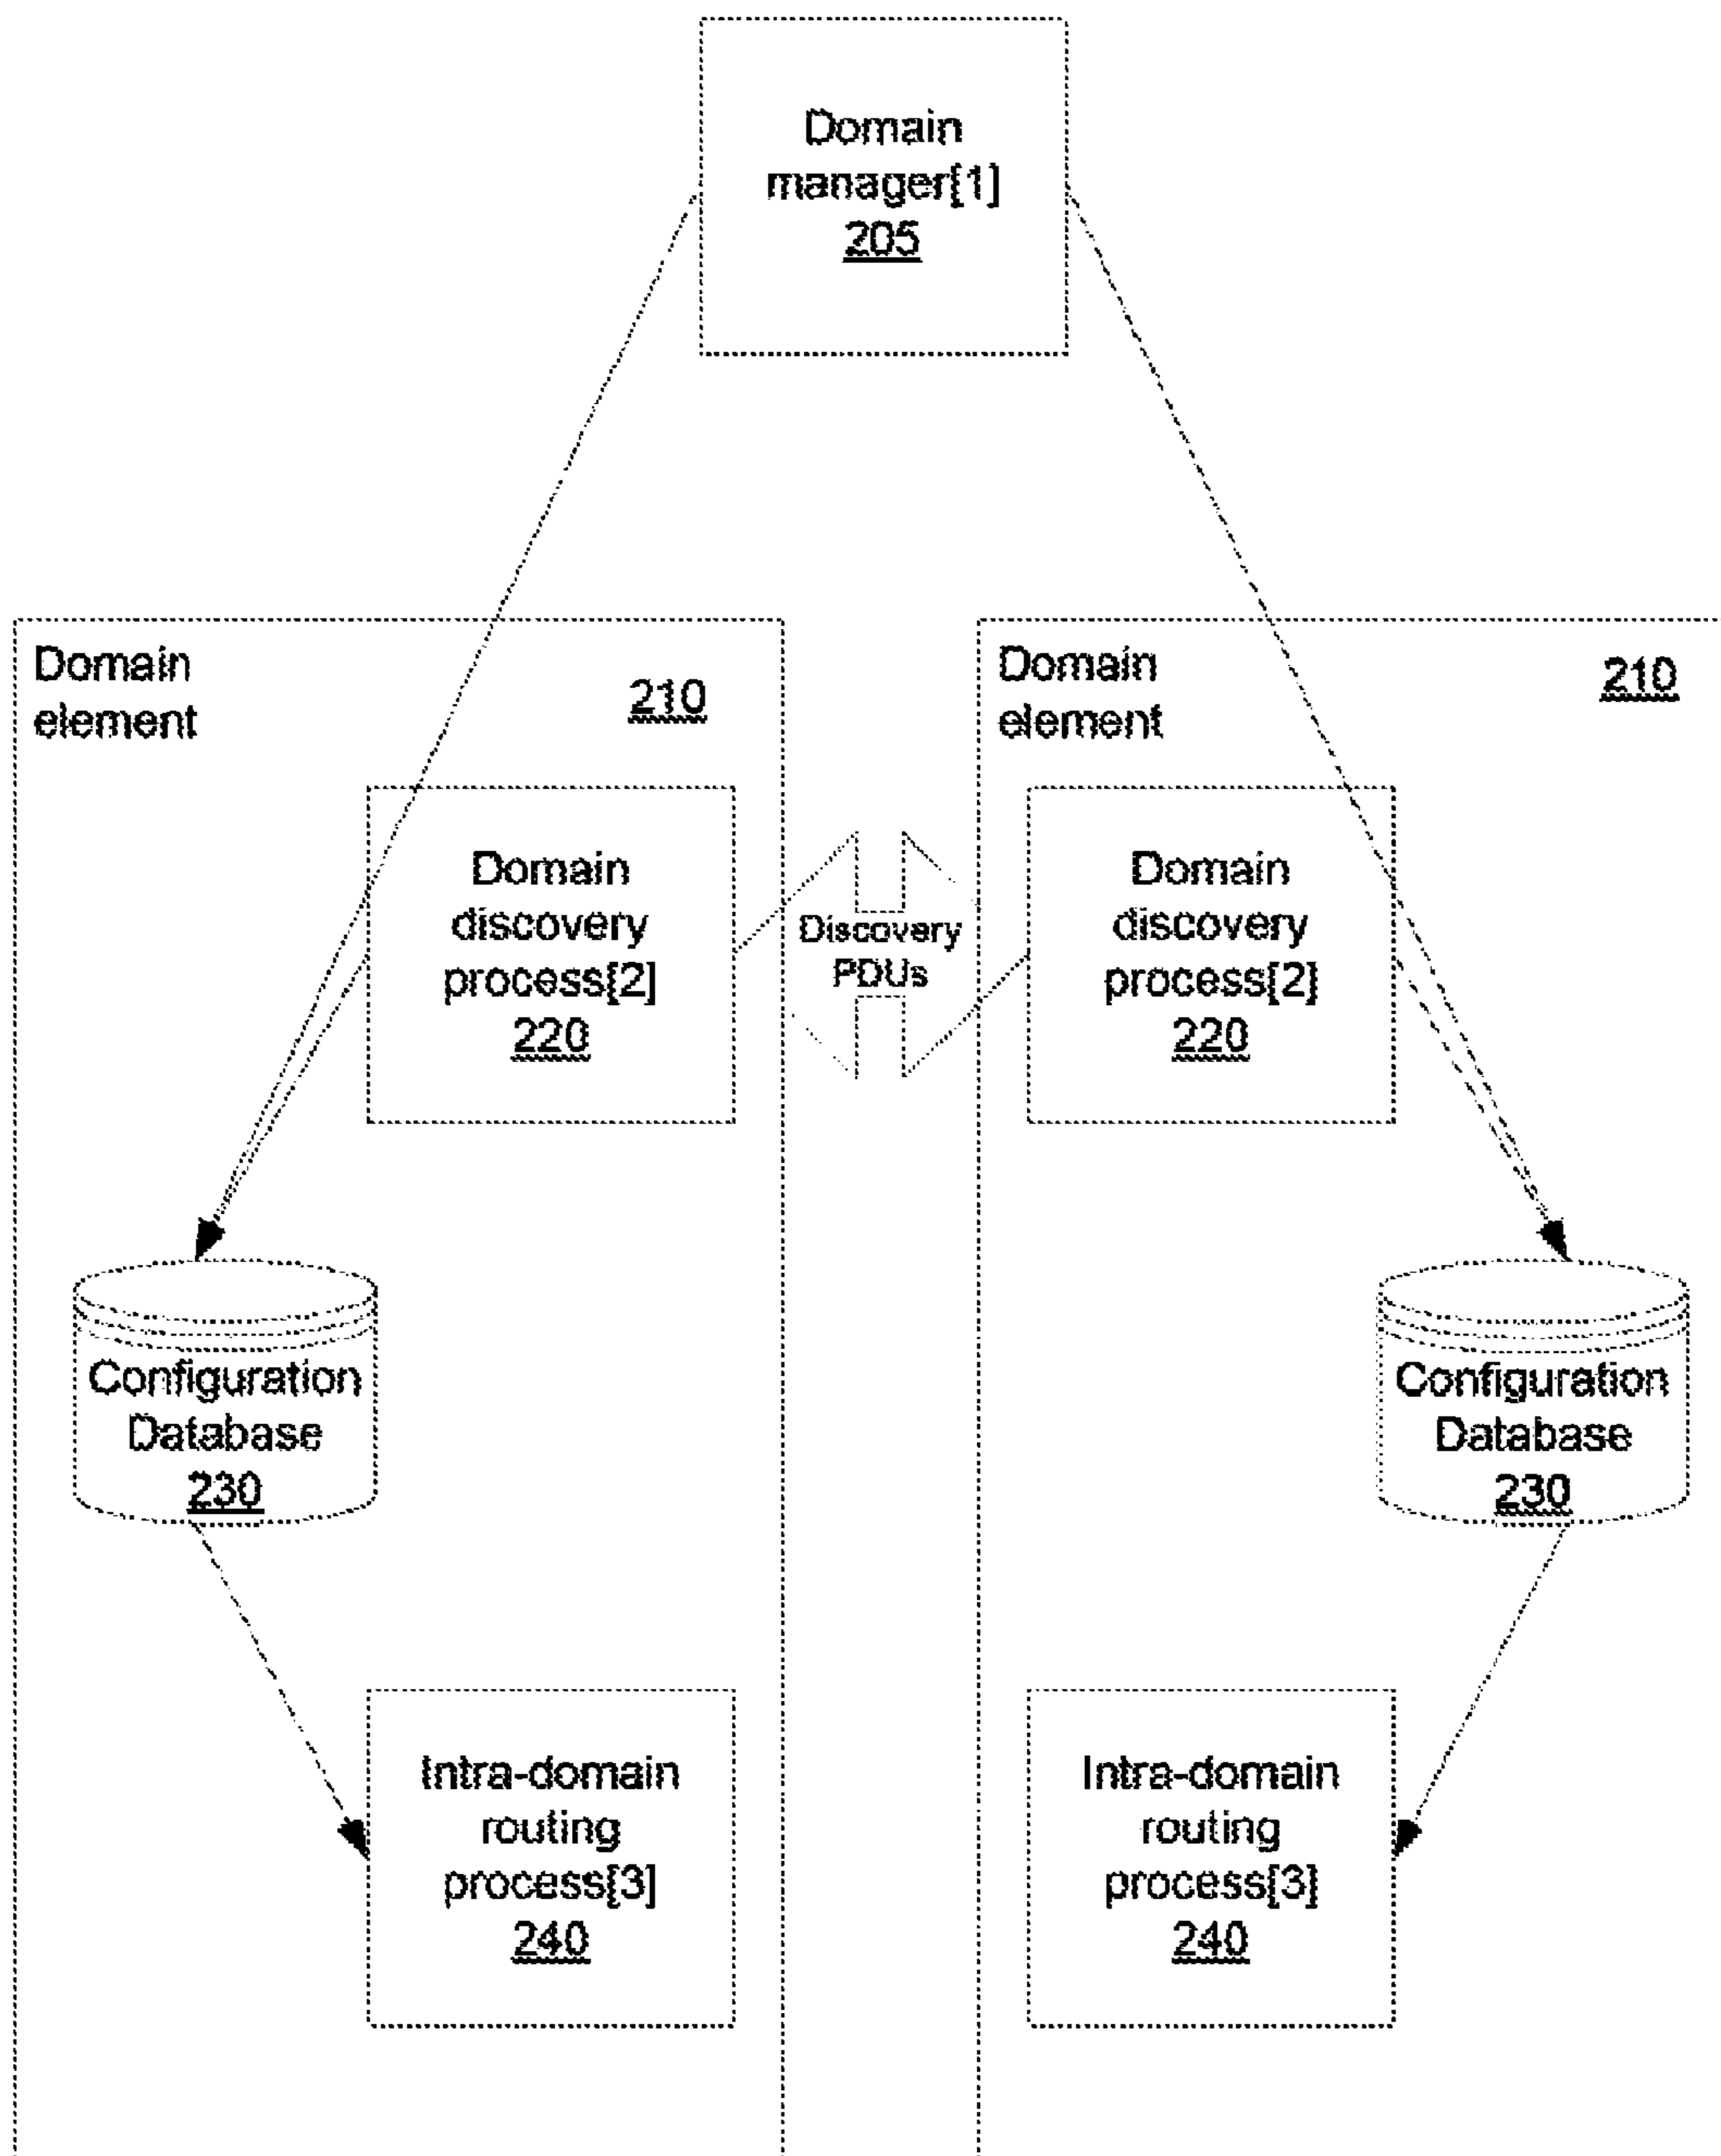 Domain
manager[1]
205
Domain
element
210
Domain
element
210
Domain
discovery
process[2]
220
Discovery
PDUs
Domain
discovery
process[2]
220
Configuration
Database
230
Configuration
Database
230
Intra-domain
routing
process[3]
240
Intra-domain
routing
process[3]
240